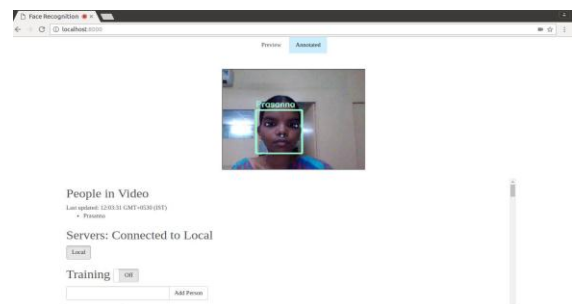 Face Recognition
localhost:8000
Preview Annotated
Prasanna
People in Video
Last updated: 12:03:51 GMT+0530 (IST)
• Prasanna
Servers: Connected to Local
Local
Training Off
Add Person